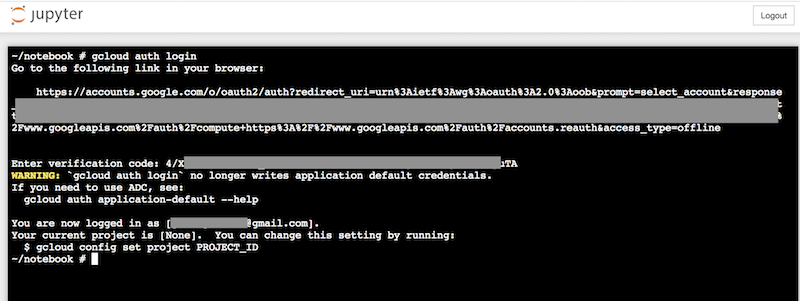 jupyter
Logout
~/notebook # gcloud auth login
Go to the following link in your browser:
https://accounts.google.com/o/oauth2/auth?redirect_uri=urn%3Aietf%3Awg%3Aoauth%3A2.0%3Aoob&prompt=select_account&response
%2Fwww.googleapis.com%2Fauth%2Fcompute+https%3A%2F%2Fwww.googleapis.com%2Fauth%2Faccounts.reauth&access_type=offline
Enter verification code: 4/X uTA
WARNING: `gcloud auth login` no longer writes application default credentials.
If you need to use ADC, see:
gcloud auth application-default --help
You are now logged in as [ @gmail.com].
Your current project is [None].  You can change this setting by running:
$ gcloud config set project PROJECT_ID
~/notebook #